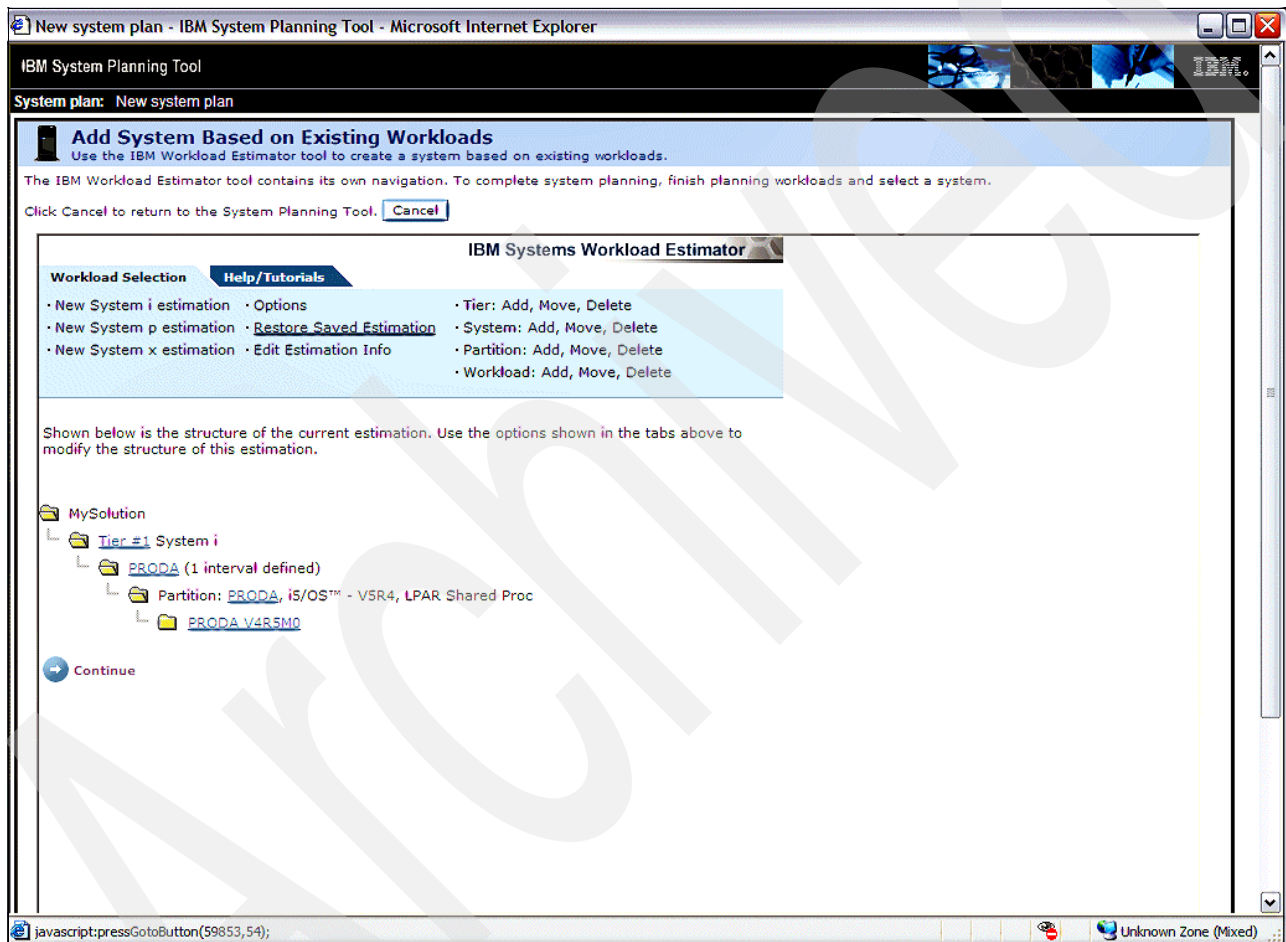 New system plan - IBM System Planning Tool - Microsoft Internet Explorer
IBM System Planning Tool
IBM.
System plan: New system plan
Add System Based on Existing Workloads
Use the IBM Workload Estimator tool to create a system based on existing workloads.
The IBM Workload Estimator tool contains its own navigation. To complete system planning, finish planning workloads and select a system.
Click Cancel to return to the System Planning Tool. Cancel
IBM Systems Workload Estimator
Workload Selection Help/Tutorials
· New System i estimation · Options · Tier: Add, Move, Delete
· New System p estimation · Restore Saved Estimation · System: Add, Move, Delete
· New System x estimation · Edit Estimation Info · Partition: Add, Move, Delete
· Workload: Add, Move, Delete
Shown below is the structure of the current estimation. Use the options shown in the tabs above to
modify the structure of this estimation.
MySolution
Tier #1 System i
PRODA (1 interval defined)
Partition: PRODA, i5/OS™ - V5R4, LPAR Shared Proc
PRODA V4R5M0
Continue
javascript:pressGotoButton(59853,54);
Unknown Zone (Mixed)
Archived